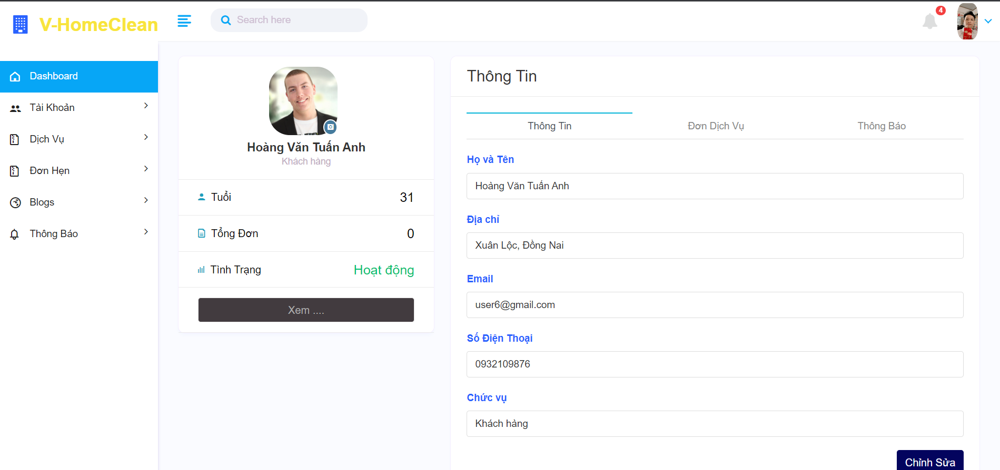 V-HomeClean
Search here
4
Dashboard
Tài Khoản
Dịch Vụ
Đơn Hẹn
Blogs
Thông Báo
Hoàng Văn Tuấn Anh
Khách hàng
Tuổi 31
Tổng Đơn 0
Tình Trạng Hoạt động
Xem ....
Thông Tin
Thông Tin Đơn Dịch Vụ Thông Báo
Họ và Tên
Hoàng Văn Tuấn Anh
Địa chỉ
Xuân Lộc, Đồng Nai
Email
user6@gmail.com
Số Điện Thoại
0932109876
Chức vụ
Khách hàng
Chỉnh Sửa